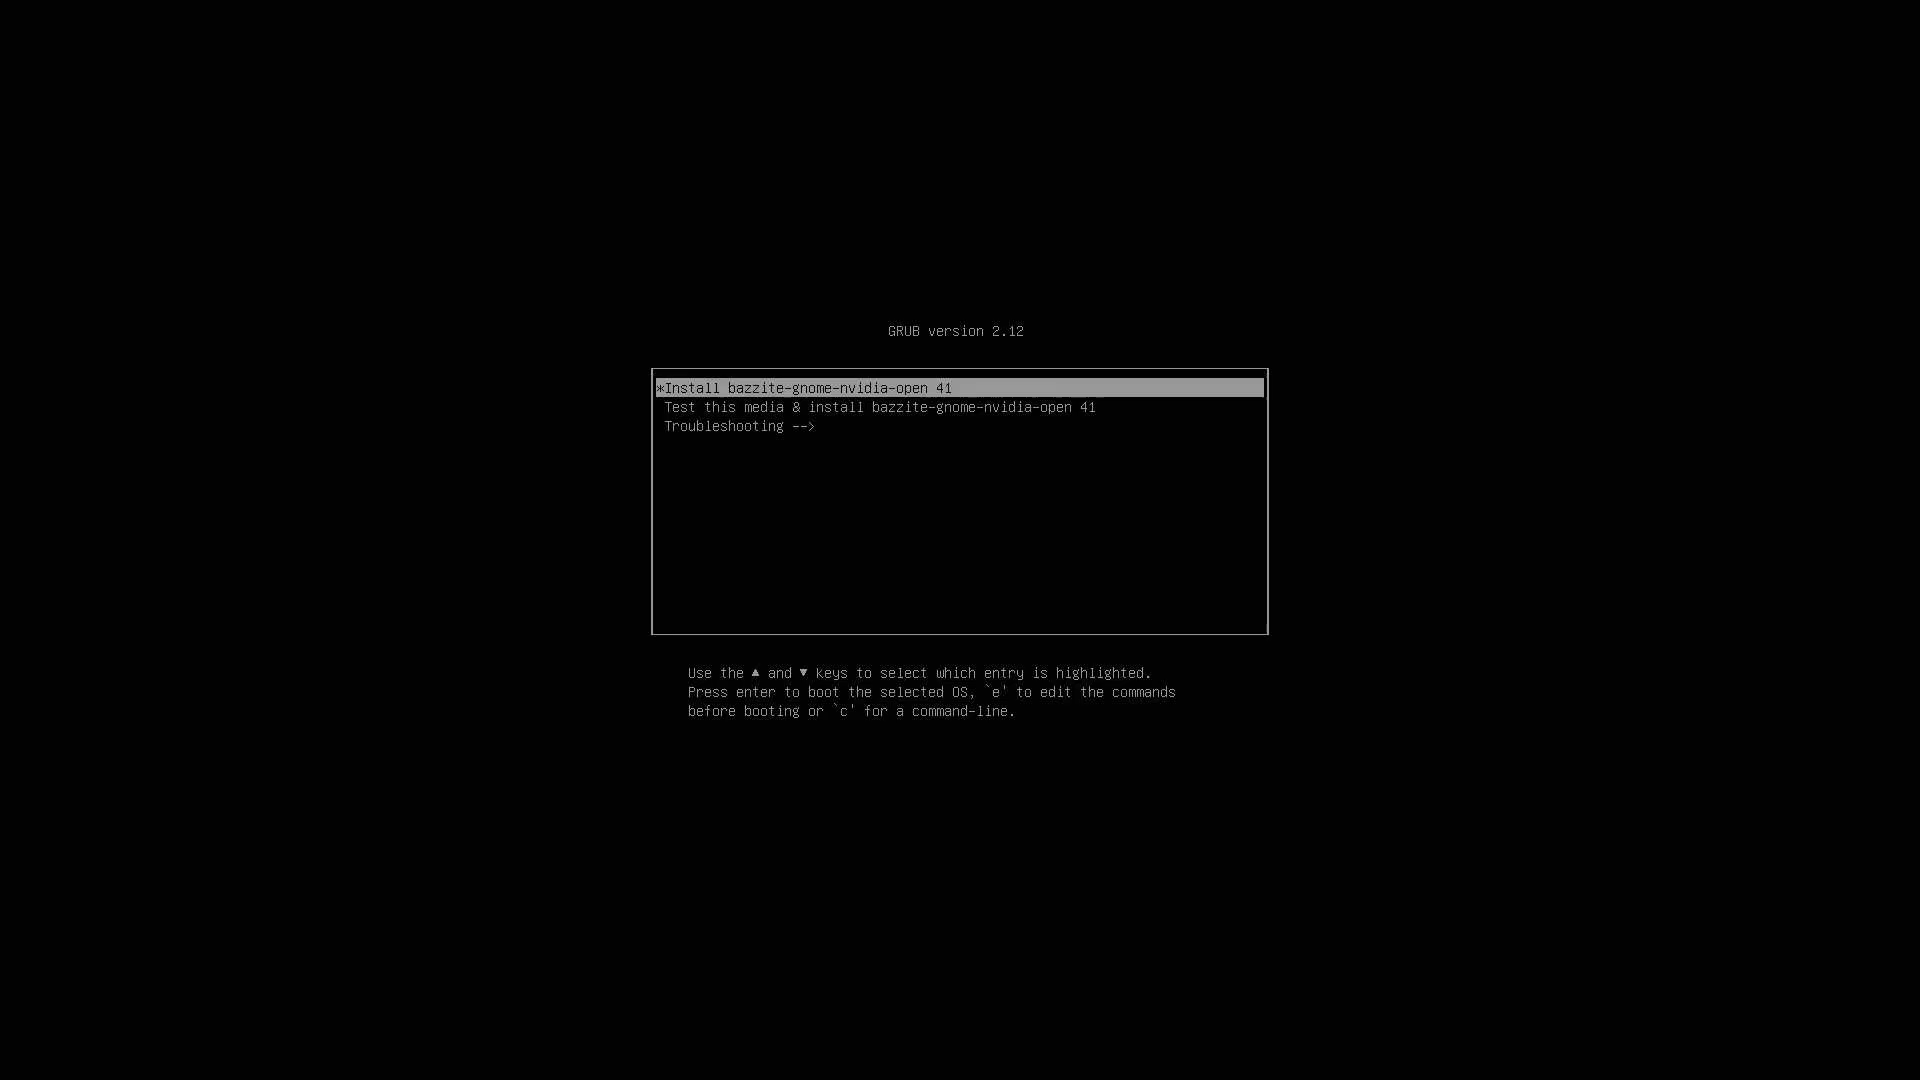 GRUB version 2.12
*Install bazzite-gnome-nvidia-open 41
Test this media & install bazzite-gnome-nvidia-open 41
Troubleshooting -->
Use the ▲ and ▼ keys to select which entry is highlighted.
Press enter to boot the selected OS, `e' to edit the commands
before booting or `c' for a command-line.